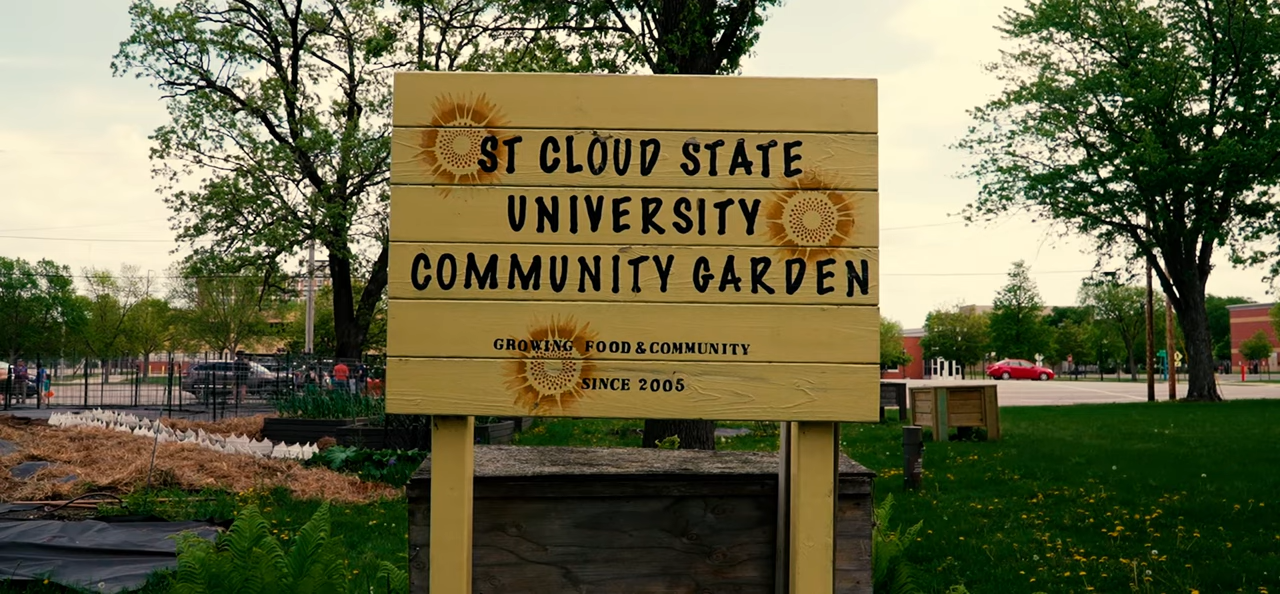 ST CLOUD STATE
UNIVERSITY
COMMUNITY GARDEN
GROWING FOOD & COMMUNITY
SINCE 2005